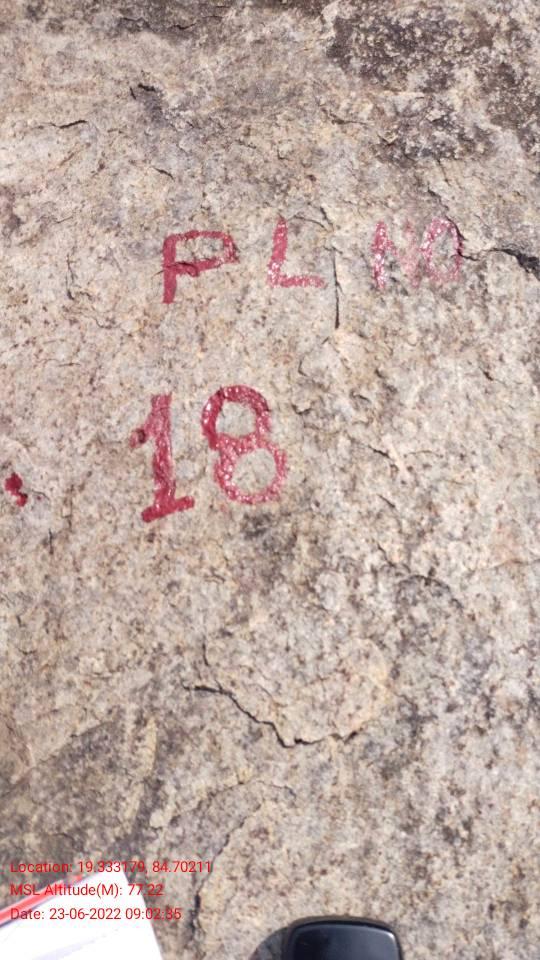 PL NO
18
Location: 19.333179, 84.70211
MSL Altitude(M): 77.22
Date: 23-06-2022 09:02:35